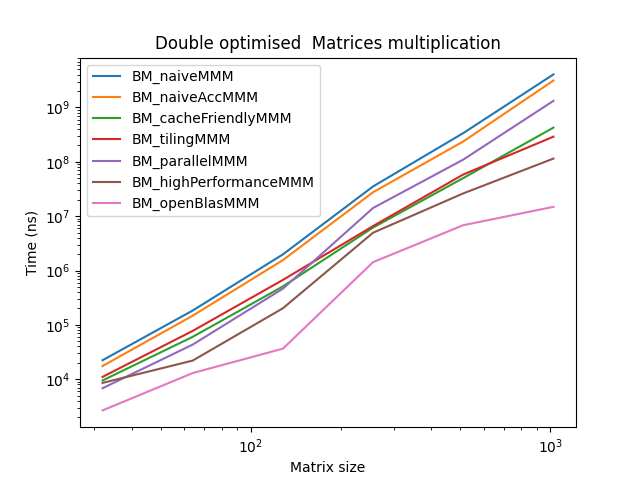 Double optimised  Matrices multiplication
BM_naiveMMM
BM_naiveAccMMM
BM_cacheFriendlyMMM
BM_tilingMMM
BM_parallelMMM
BM_highPerformanceMMM
BM_openBlasMMM
Time (ns)
10⁹
10⁸
10⁷
10⁶
10⁵
10⁴
10²
10³
Matrix size